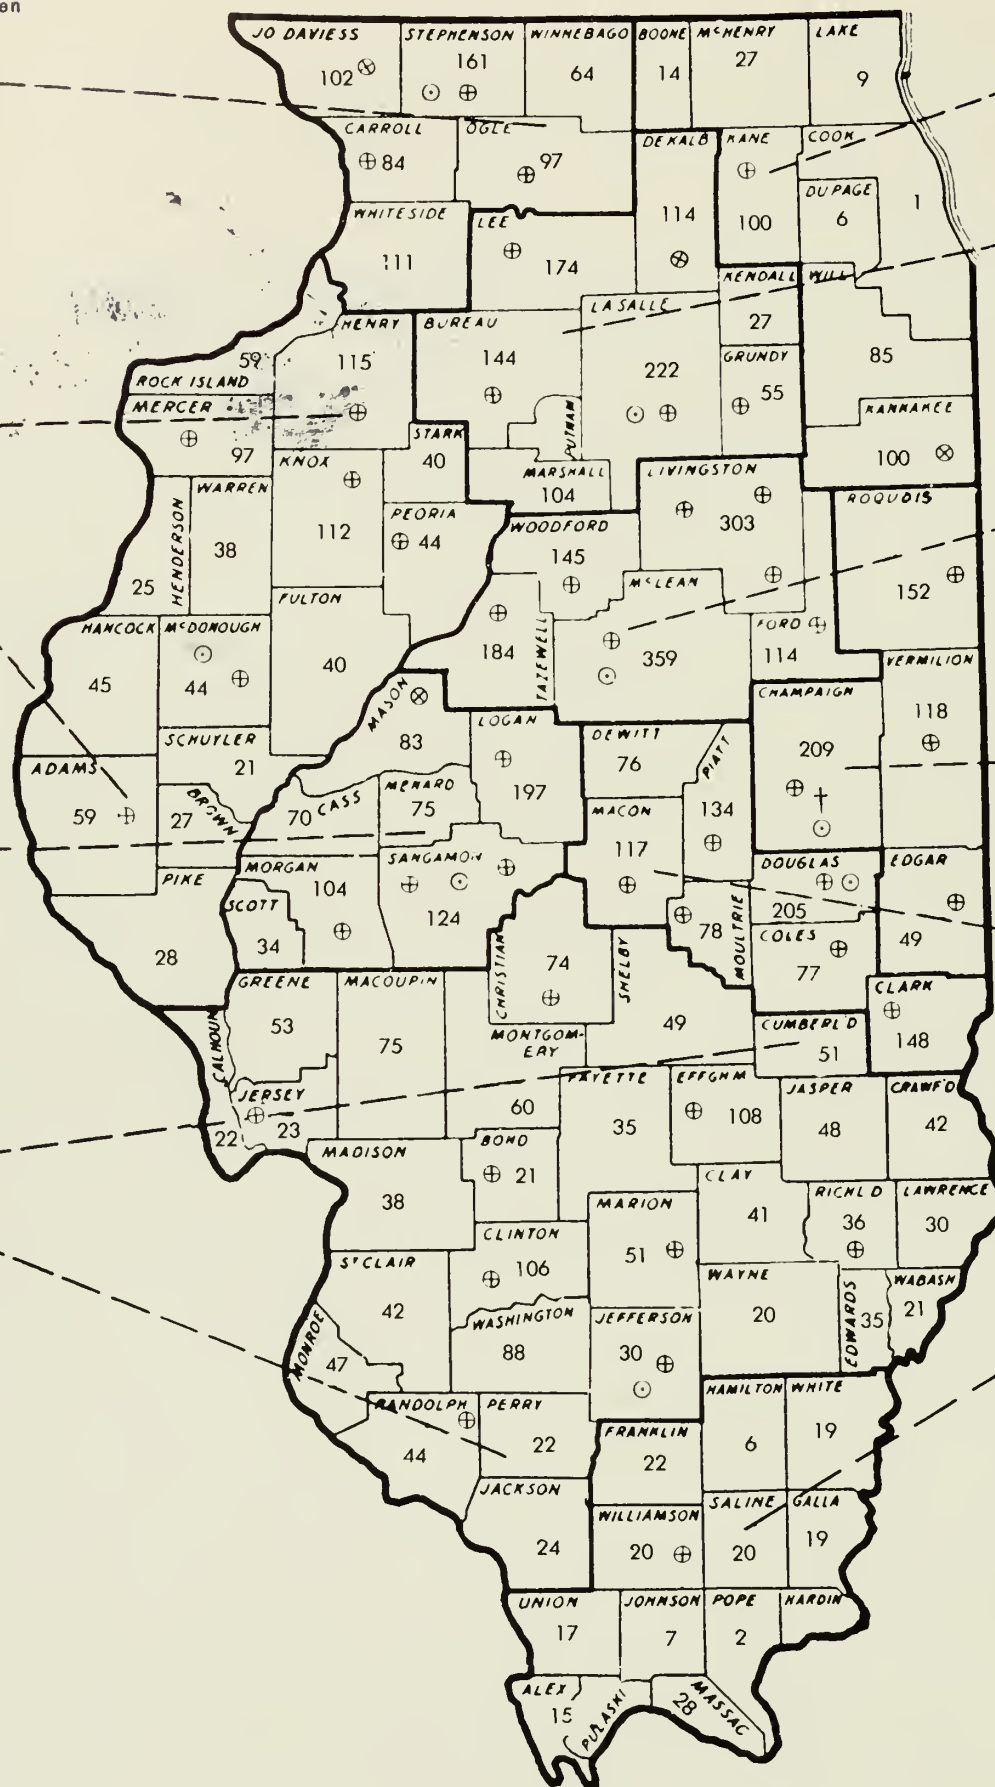 en
JO DAVIESS
102
STEPHENSON
161
WINNEBAGO
64
BOONE
14
McHENRY
27
LAKE
9
CARROLL
84
OGLE
97
DEKALB
114
KANE
100
COOK
1
DU PAGE
6
WHITESIDE
111
LEE
174
KENDALL
27
WILL
85
ROCK ISLAND
59
HENRY
115
BUREAU
144
LA SALLE
222
GRUNDY
55
MERCER
97
PUTNAM
KANKAKEE
100
KNOX
112
STARK
40
MARSHALL
104
LIVINGSTON
303
HENDERSON
25
WARREN
38
PEORIA
44
WOODFORD
145
IROQUOIS
152
McLEAN
359
FORD
114
HANCOCK
45
McDONOUGH
44
FULTON
40
TAZEWELL
184
VERMILION
118
MASON
83
CHAMPAIGN
209
SCHUYLER
21
LOGAN
197
DEWITT
76
PIATT
134
ADAMS
59
BROWN
27
CASS
70
MENARD
75
MACON
117
PIKE
28
MORGAN
104
SANGAMON
124
DOUGLAS
205
EDGAR
49
SCOTT
34
MOULTRIE
78
COLES
77
CHRISTIAN
74
SHELBY
49
GREENE
53
MACOUPIN
75
CLARK
148
CALHOUN
22
MONTGOM-
ERY
60
CUMBERL'D
51
JERSEY
23
FAYETTE
35
EFFGHM
108
JASPER
48
CRAWF'D
42
MADISON
38
BOND
21
CLAY
41
RICHL D
36
LAWRENCE
30
MARION
51
CLINTON
106
ST CLAIR
42
WAYNE
20
EDWARDS
35
WABASH
21
MONROE
47
WASHINGTON
88
JEFFERSON
30
RANDOLPH
44
PERRY
22
HAMILTON
6
WHITE
19
FRANKLIN
22
JACKSON
24
WILLIAMSON
20
SALINE
20
GALLA
19
UNION
17
JOHNSON
7
POPE
2
HARDIN
ALEX
15
PULASKI
MASSAC
28